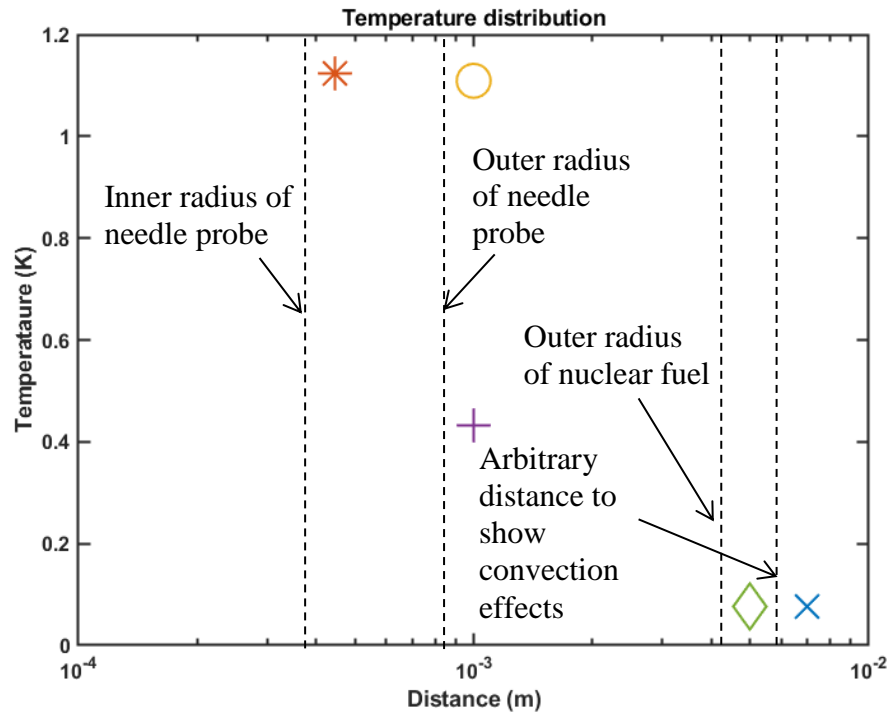 Temperature distribution
1.2
1
0.8
0.6
0.4
0.2
0
Temperataure (K)
Inner radius of
needle probe
Outer radius
of needle
probe
Outer radius
of nuclear fuel
Arbitrary
distance to
show
convection
effects
10^-4
10^-3
10^-2
Distance (m)